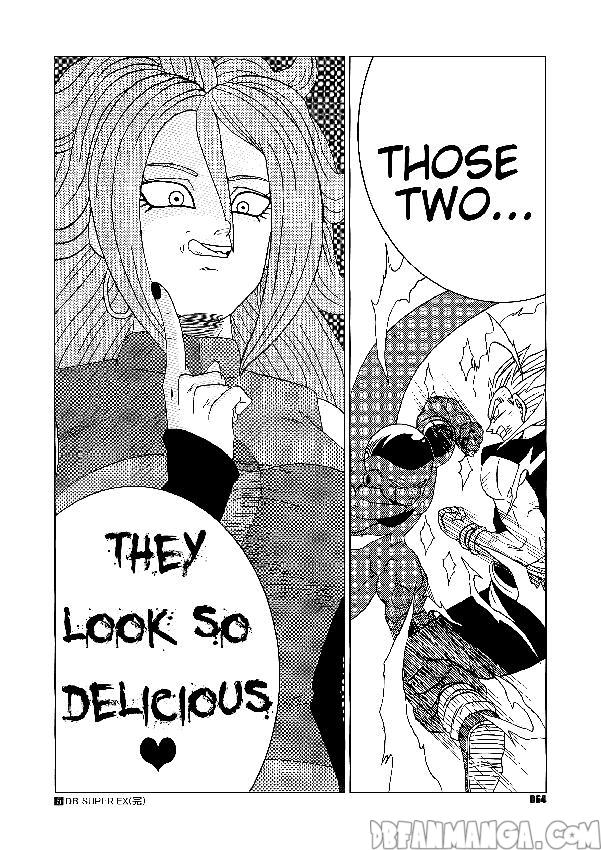 THOSE
TWO...
THEY
LOOK SO
DELICIOUS
♥
DB SUPER EX(完)
064
DBFANMANGA.COM